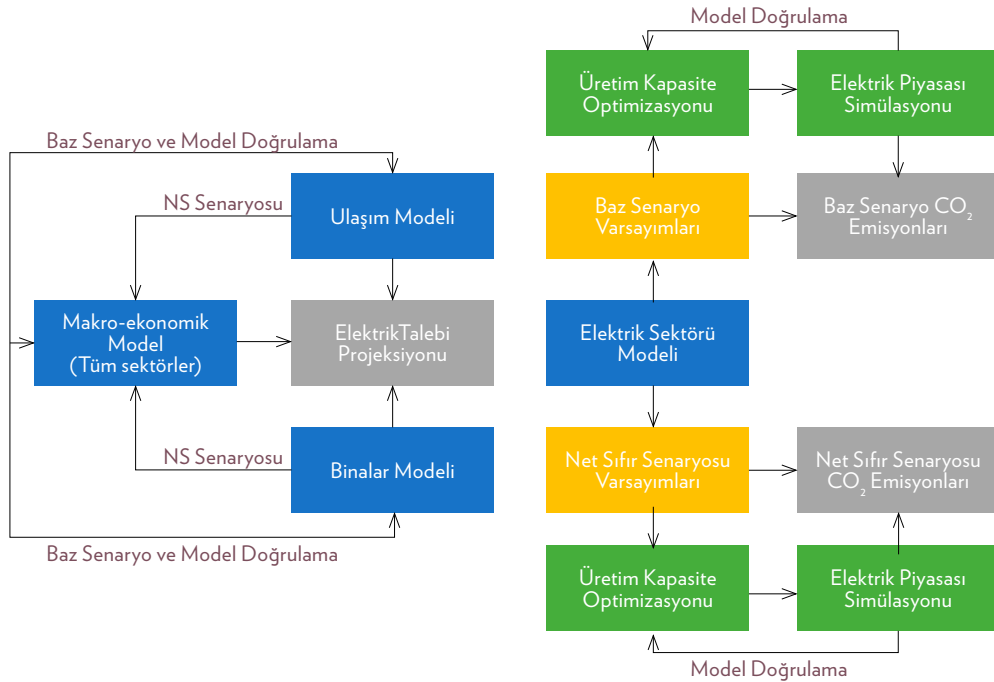 Baz Senaryo ve Model Doğrulama
NS Senaryosu
Ulaşım Modeli
Makro-ekonomik
Model
(Tüm sektörler)
ElektrikTalebi
Projeksiyonu
NS Senaryosu
Binalar Modeli
Baz Senaryo ve Model Doğrulama
Model Doğrulama
Üretim Kapasite
Optimizasyonu
Elektrik Piyasası
Simülasyonu
Baz Senaryo
Varsayımları
Baz Senaryo CO₂
Emisyonları
Elektrik Sektörü
Modeli
Net Sıfır Senaryosu
Varsayımları
Net Sıfır Senaryosu
CO₂ Emisyonları
Üretim Kapasite
Optimizasyonu
Elektrik Piyasası
Simülasyonu
Model Doğrulama